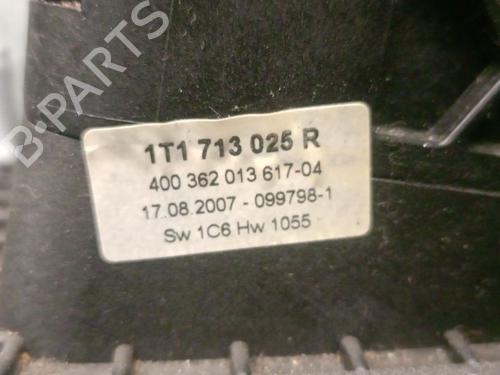 B-PARTS
1T1 713 025 R
400 362 013 617-04
17.08.2007 - 099798-1
Sw 1C6 Hw 1055